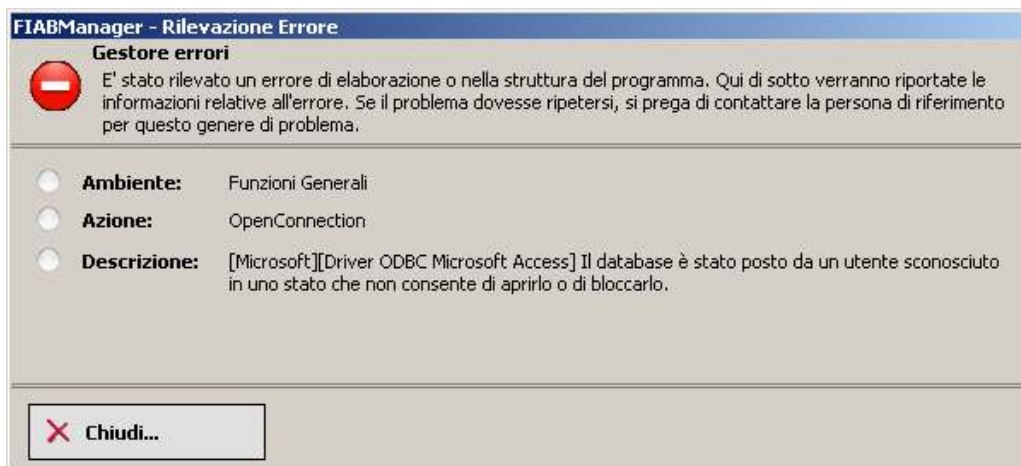 FIABManager - Rilevazione Errore
Gestore errori
E' stato rilevato un errore di elaborazione o nella struttura del programma. Qui di sotto verranno riportate le
informazioni relative all'errore. Se il problema dovesse ripetersi, si prega di contattare la persona di riferimento
per questo genere di problema.
Ambiente: Funzioni Generali
Azione: OpenConnection
Descrizione: [Microsoft][Driver ODBC Microsoft Access] Il database è stato posto da un utente sconosciuto
in uno stato che non consente di aprirlo o di bloccarlo.
Chiudi...